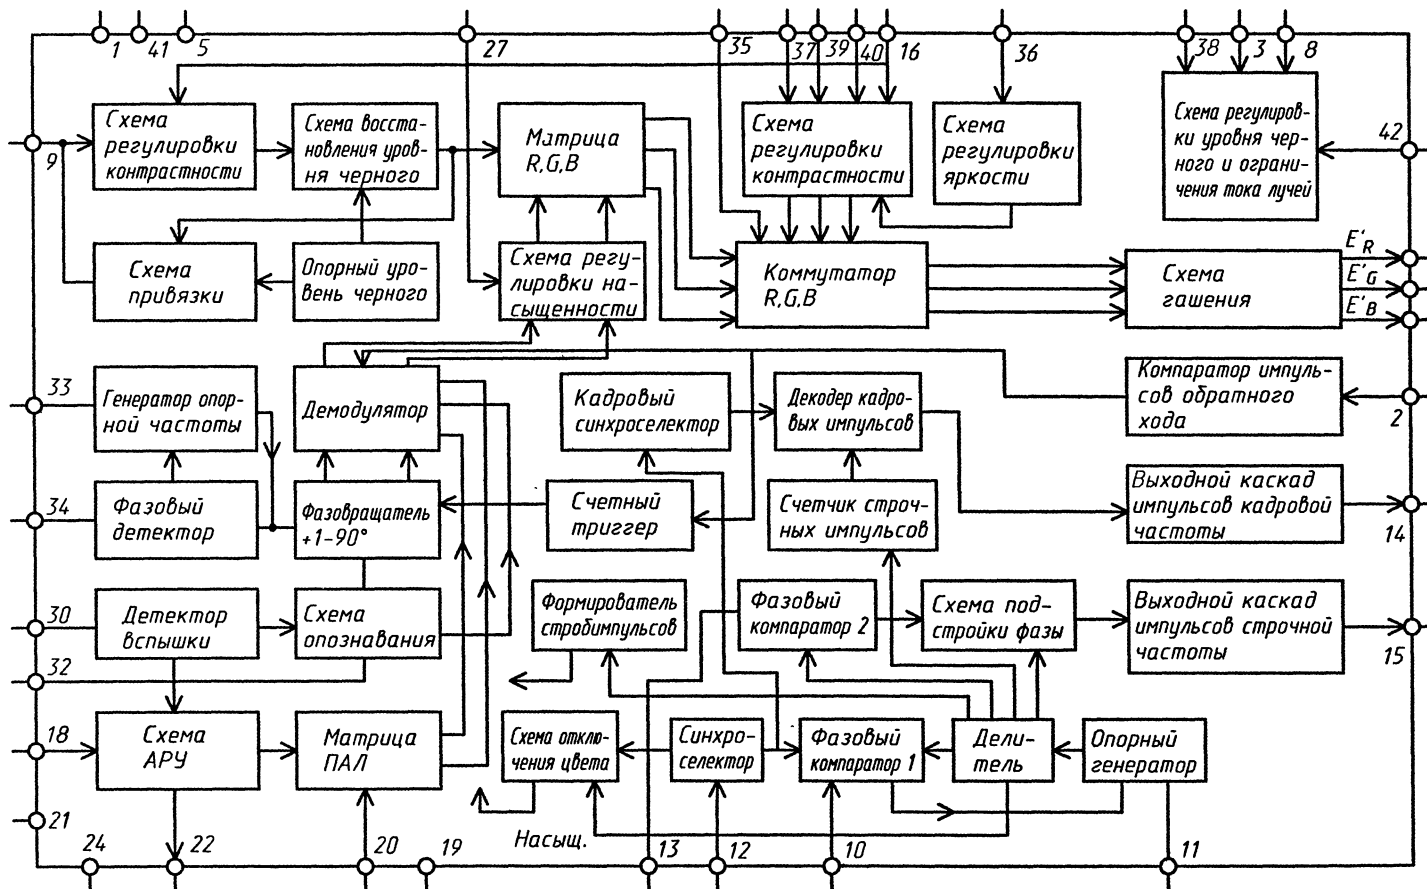 1
41
5
27
35
37
39
40
16
36
38
3
8
9
Схема
регулировки
контрастности
Схема восста-
новления уров-
ня черного
Матрица
R,G,B
Схема
регулировки
контрастности
Схема
регулировки
яркости
Схема регулиров-
ки уровня чер-
ного и ограни-
чения тока лучей
42
Схема
привязки
Опорный уро-
вень черного
Схема регу-
лировки на-
сыщенности
Коммутатор
R,G,B
Схема
гашения
E'R
E'G
E'B
33
Генератор опор-
ной частоты
Демодулятор
Кадровый
синхроселектор
Декодер кадро-
вых импульсов
Компаратор импуль-
сов обратного
хода
2
34
Фазовый
детектор
Фазовращатель
+1-90°
Счетный
триггер
Счетчик строч-
ных импульсов
Выходной каскад
импульсов кадровой
частоты
14
30
Детектор
вспышки
Схема
опознавания
Формирователь
стробимпульсов
Фазовый
компаратор 2
Схема под-
стройки фазы
Выходной каскад
импульсов строчной
частоты
15
32
18
Схема
АРУ
Матрица
ПАЛ
Схема отклю-
чения цвета
Синхро-
селектор
Фазовый
компаратор 1
Дели-
тель
Опорный
генератор
21
Насыщ.
24
22
20
19
13
12
10
11